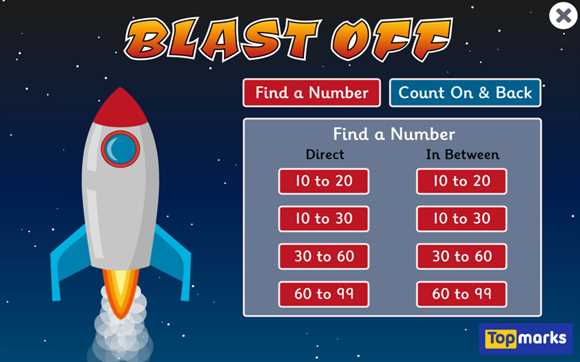 BLAST OFF
Find a Number
Count On & Back
Find a Number
Direct In Between
10 to 20 10 to 20
10 to 30 10 to 30
30 to 60 30 to 60
60 to 99 60 to 99
Topmarks